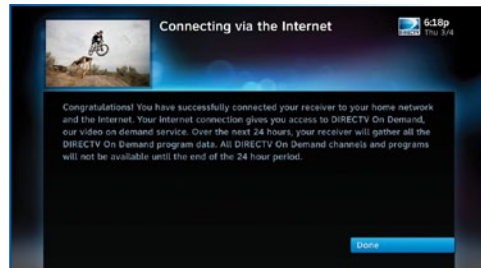 Connecting via the Internet
6:18p
DIRECTV Thu 3/4
Congratulations! You have successfully connected your receiver to your home network
and the Internet. Your internet connection gives you access to DIRECTV On Demand,
our video on demand service. Over the next 24 hours, your receiver will gather all the
DIRECTV On Demand program data. All DIRECTV On Demand channels and programs
will not be available until the end of the 24 hour period.
Done